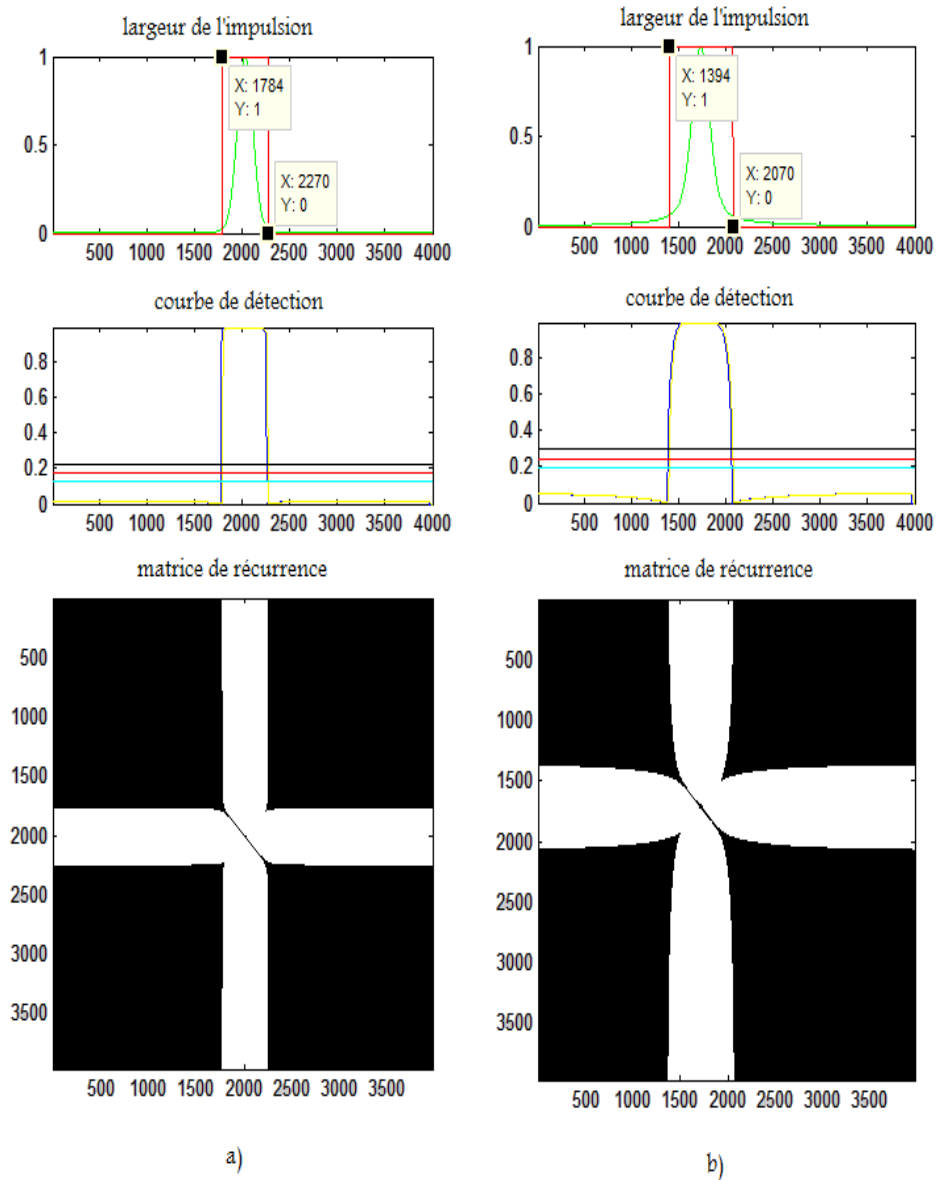 largeur de l'impulsion
1
0.5
0
X: 1784
Y: 1
X: 2270
Y: 0
500 1000 1500 2000 2500 3000 3500 4000
courbe de détection
0.8
0.6
0.4
0.2
0
500 1000 1500 2000 2500 3000 3500 4000
matrice de récurrence
500
1000
1500
2000
2500
3000
3500
500 1000 1500 2000 2500 3000 3500
a)
largeur de l'impulsion
1
0.5
0
X: 1394
Y: 1
X: 2070
Y: 0
500 1000 1500 2000 2500 3000 3500 4000
courbe de détection
0.8
0.6
0.4
0.2
0
500 1000 1500 2000 2500 3000 3500 4000
matrice de récurrence
500
1000
1500
2000
2500
3000
3500
500 1000 1500 2000 2500 3000 3500
b)